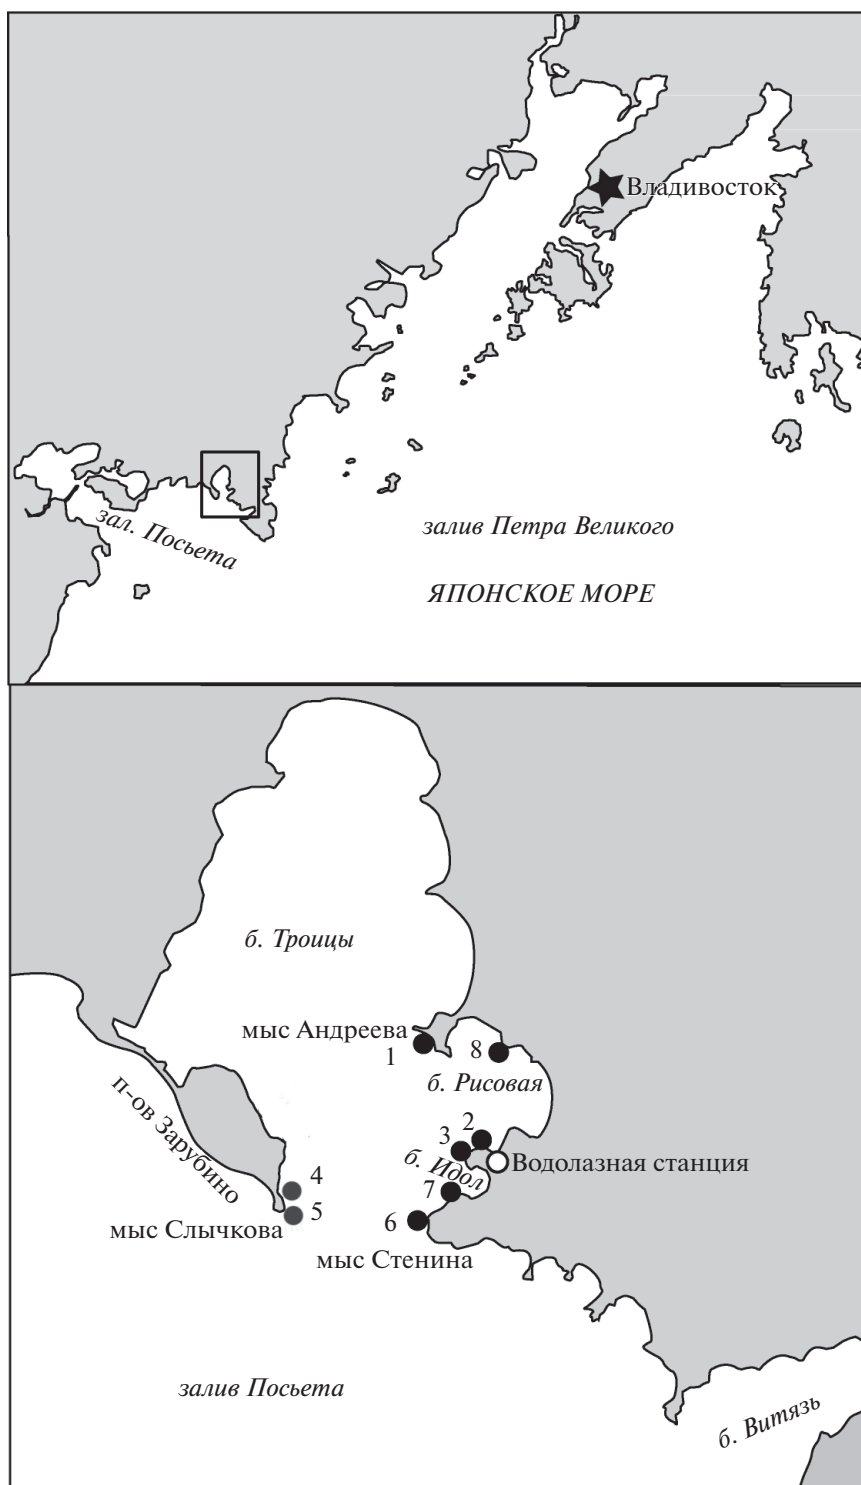 Владивосток
зал. Посьета
залив Петра Великого
ЯПОНСКОЕ МОРЕ
б. Троицы
мыс Андреева
1
8
б. Рисовая
п-ов Зарубино
2
3
б. Идол
Водолазная станция
4
7
5
мыс Слычкова
6
мыс Стенина
залив Посьета
б. Витязь